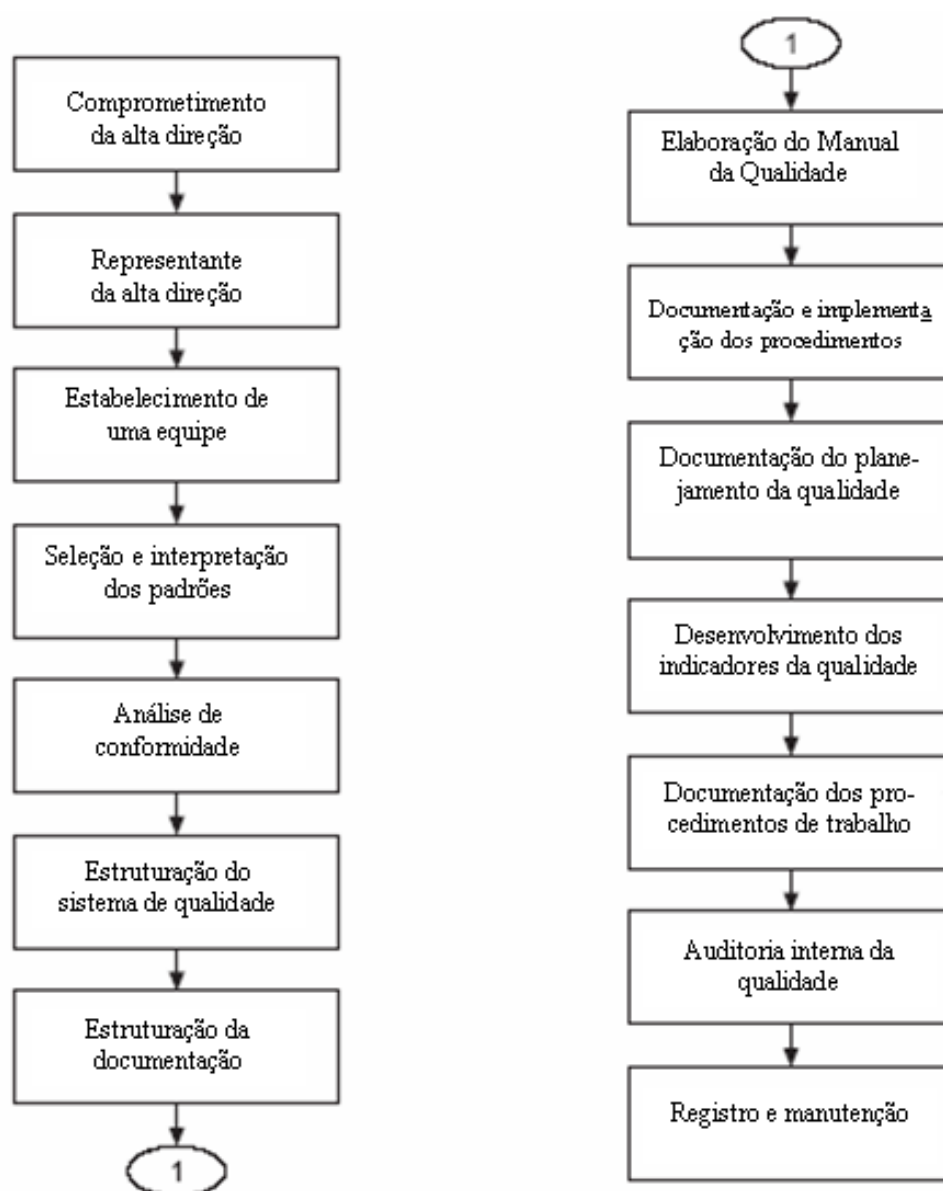 Comprometimento
da alta direção
Representante
da alta direção
Estabelecimento de
uma equipe
Seleção e interpretação
dos padrões
Análise de
conformidade
Estruturação do
sistema de qualidade
Estruturação da
documentação
1
1
Elaboração do Manual
da Qualidade
Documentação e implementa
ção dos procedimentos
Documentação do plane-
jamento da qualidade
Desenvolvimento dos
indicadores da qualidade
Documentação dos pro-
cedimentos de trabalho
Auditoria interna da
qualidade
Registro e manutenção